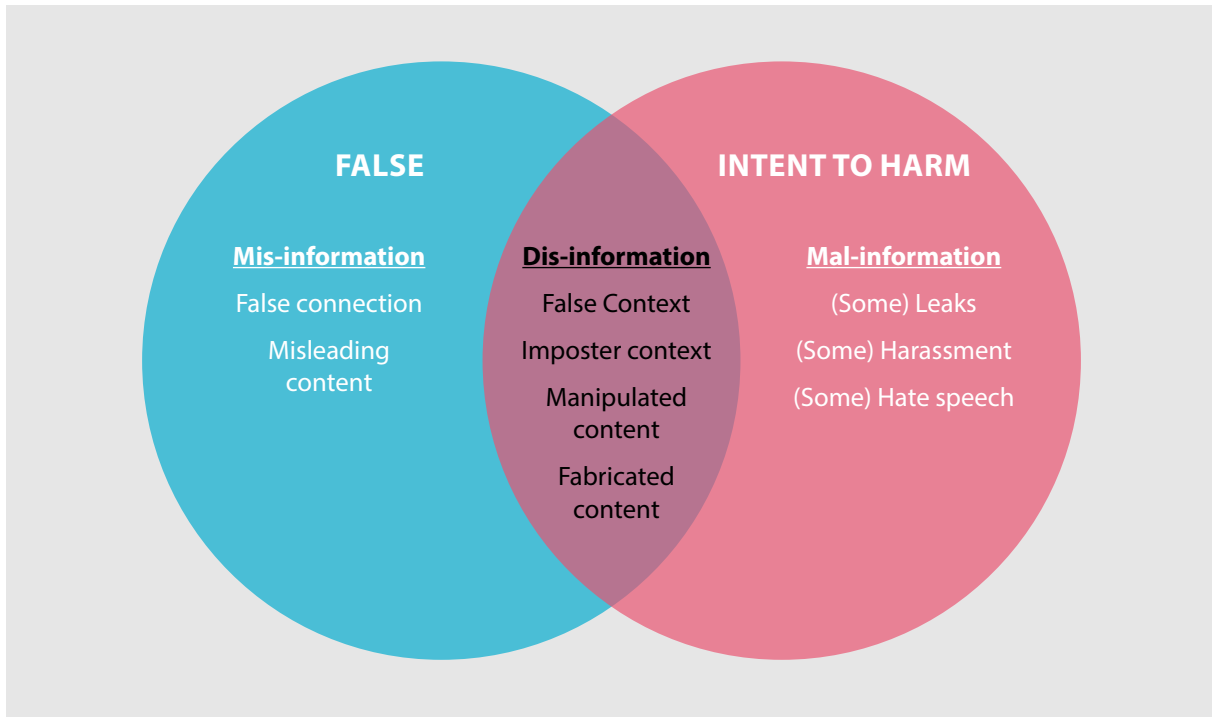 FALSE
INTENT TO HARM
Mis-information
False connection
Misleading
content
Dis-information
False Context
Imposter context
Manipulated
content
Fabricated
content
Mal-information
(Some) Leaks
(Some) Harassment
(Some) Hate speech